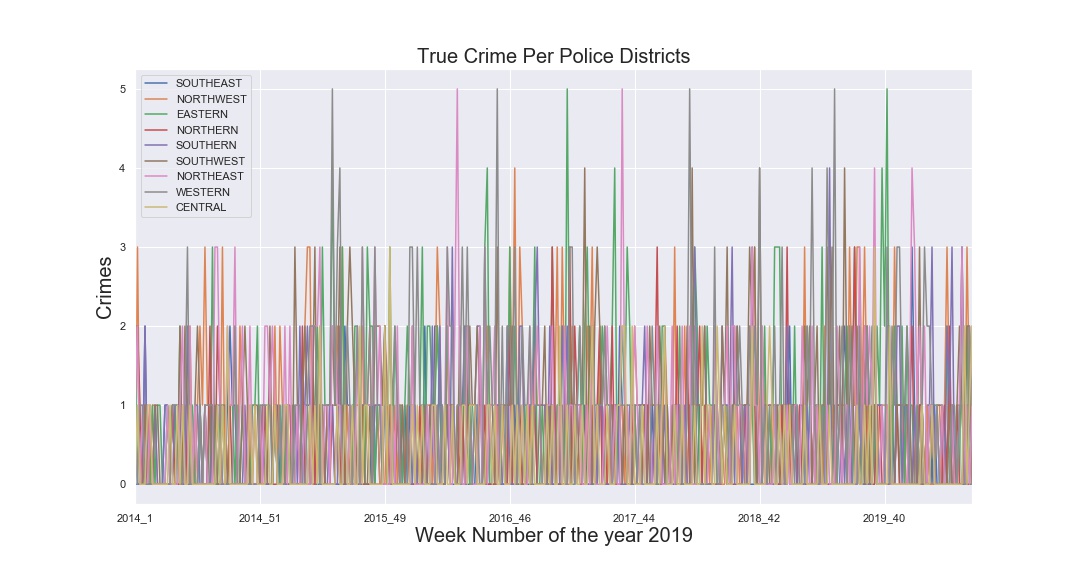 True Crime Per Police Districts
SOUTHEAST
NORTHWEST
EASTERN
NORTHERN
SOUTHERN
SOUTHWEST
NORTHEAST
WESTERN
CENTRAL
Crimes
5
4
3
2
1
0
2014_1 2014_51 2015_49 2016_46 2017_44 2018_42 2019_40
Week Number of the year 2019